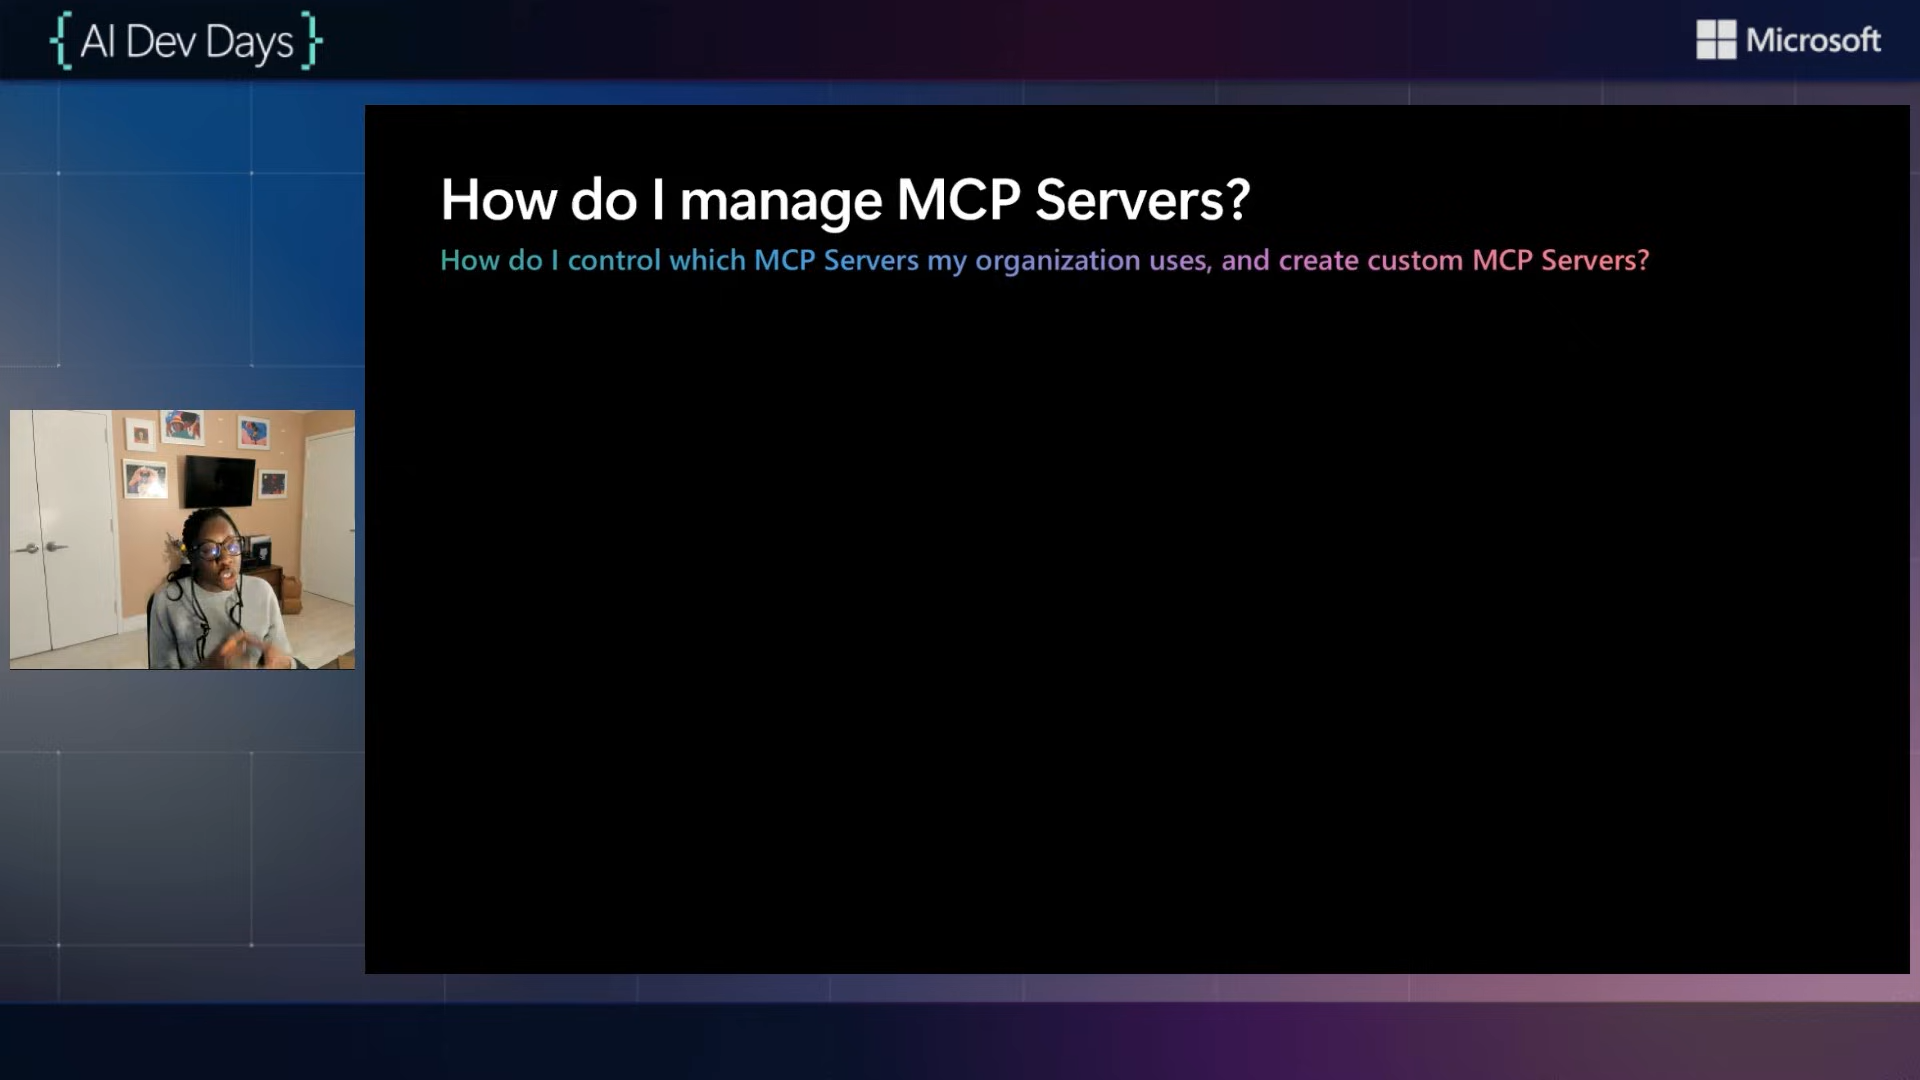 { AI Dev Days }
Microsoft
How do I manage MCP Servers?
How do I control which MCP Servers my organization uses, and create custom MCP Servers?